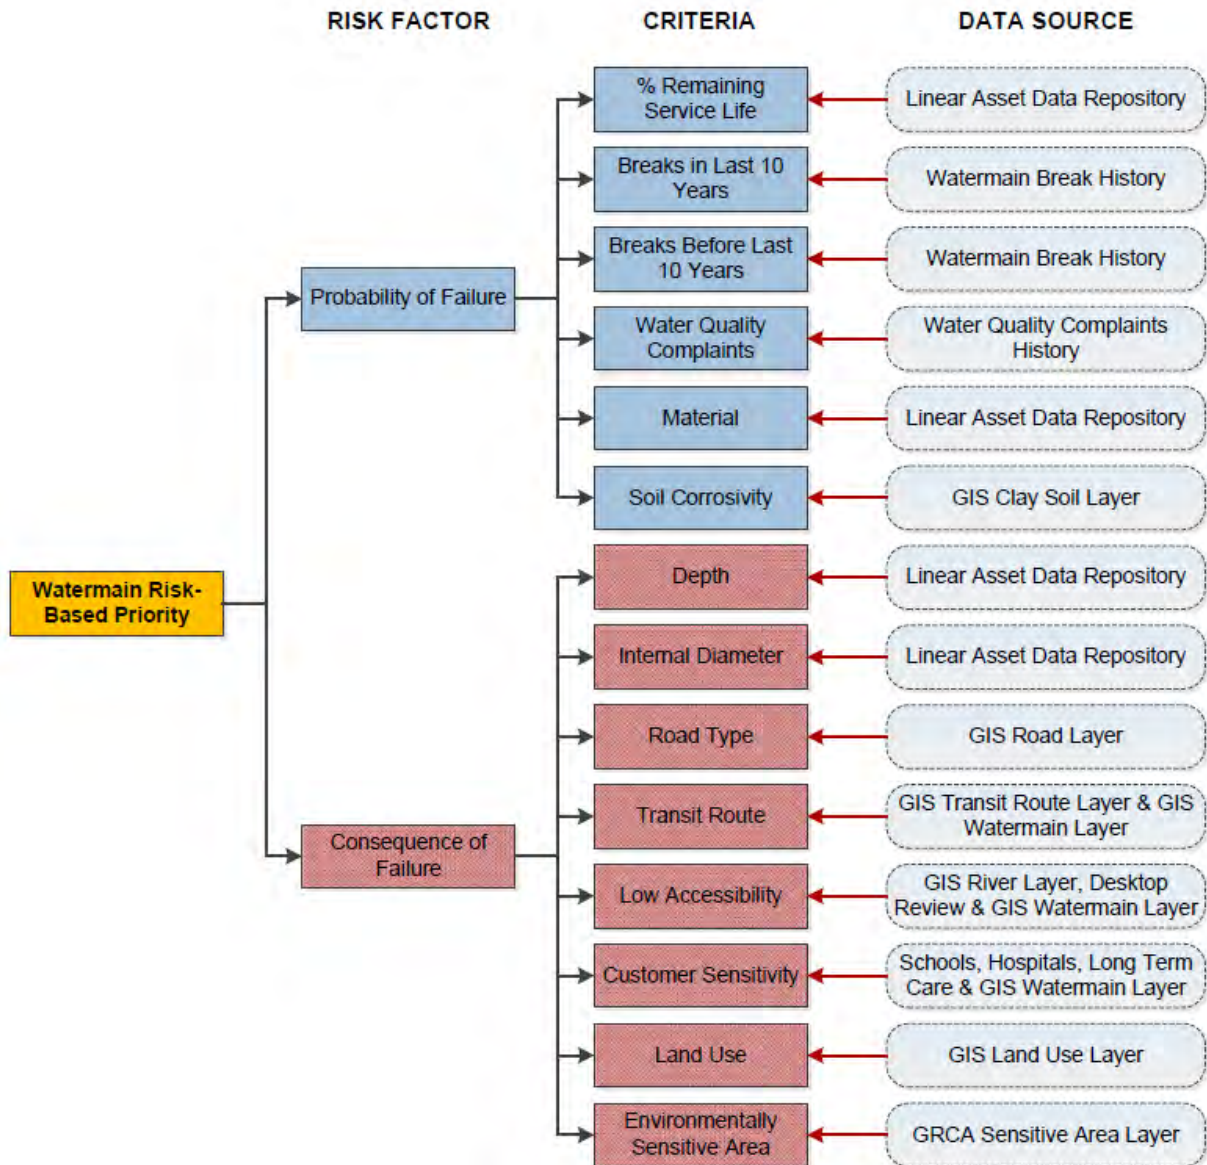 RISK FACTOR CRITERIA DATA SOURCE
% Remaining
Service Life
Linear Asset Data Repository
Breaks in Last 10
Years
Watermain Break History
Breaks Before Last
10 Years
Watermain Break History
Probability of Failure
Water Quality
Complaints
Water Quality Complaints
History
Material
Linear Asset Data Repository
Soil Corrosivity
GIS Clay Soil Layer
Watermain Risk-
Based Priority
Depth
Linear Asset Data Repository
Internal Diameter
Linear Asset Data Repository
Road Type
GIS Road Layer
Transit Route
GIS Transit Route Layer & GIS
Watermain Layer
Consequence of
Failure
Low Accessibility
GIS River Layer, Desktop
Review & GIS Watermain Layer
Customer Sensitivity
Schools, Hospitals, Long Term
Care & GIS Watermain Layer
Land Use
GIS Land Use Layer
Environmentally
Sensitive Area
GRCA Sensitive Area Layer